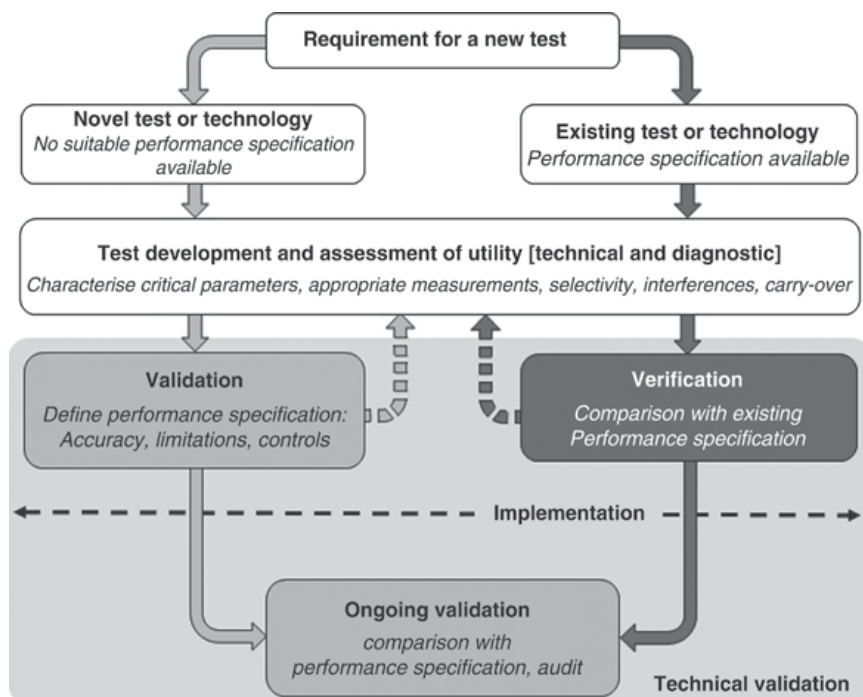 Requirement for a new test
Novel test or technology
No suitable performance specification
available
Existing test or technology
Performance specification available
Test development and assessment of utility [technical and diagnostic]
Characterise critical parameters, appropriate measurements, selectivity, interferences, carry-over
Validation
Define performance specification:
Accuracy, limitations, controls
Verification
Comparison with existing
Performance specification
Implementation
Ongoing validation
comparison with
performance specification, audit
Technical validation